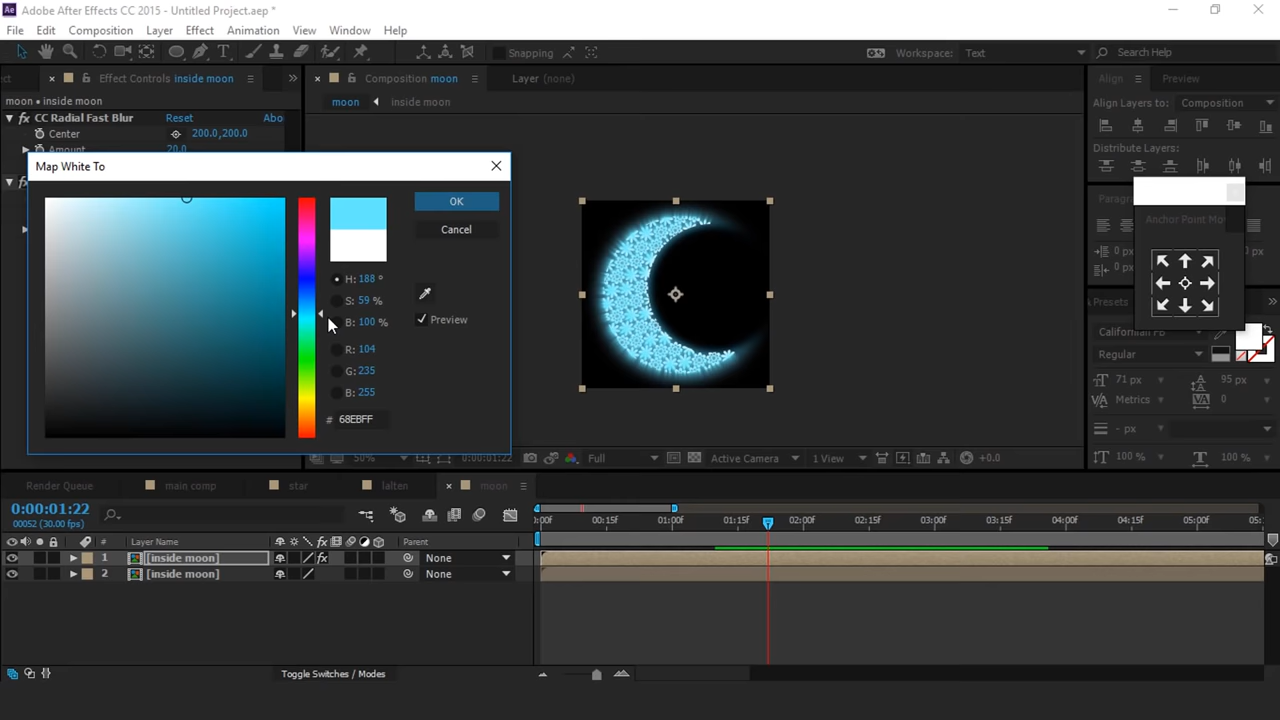 Adobe After Effects CC 2015 - Untitled Project.aep *
File Edit Composition Layer Effect Animation View Window Help
Snapping Workspace: Text Search Help
Effect Controls inside moon Composition moon Layer (none) Align Preview
moon • inside moon moon inside moon Align Layers to: Composition
fx CC Radial Fast Blur Reset Abo
Center 200.0,200.0
Amount 20.0
Distribute Layers:
Map White To
OK
Cancel
Anchor Point Mo
H: 188 °
S: 59 %
B: 100 %
Preview
R: 104
G: 235
B: 255
# 68EBFF
0 px
Californian FB
Regular
71 px 95 px
Metrics 0
- px
100 % 100 %
50% 0:00:01:22 Full Active Camera 1 View +0.0
Render Queue main comp star lalten moon
0:00:01:22
00052 (30.00 fps)
:00f 00:15f 01:00f 01:15f 02:00f 02:15f 03:00f 03:15f 04:00f 04:15f 05:00f
# Layer Name fx Parent
1 [inside moon] fx None
2 [inside moon] None
Toggle Switches / Modes